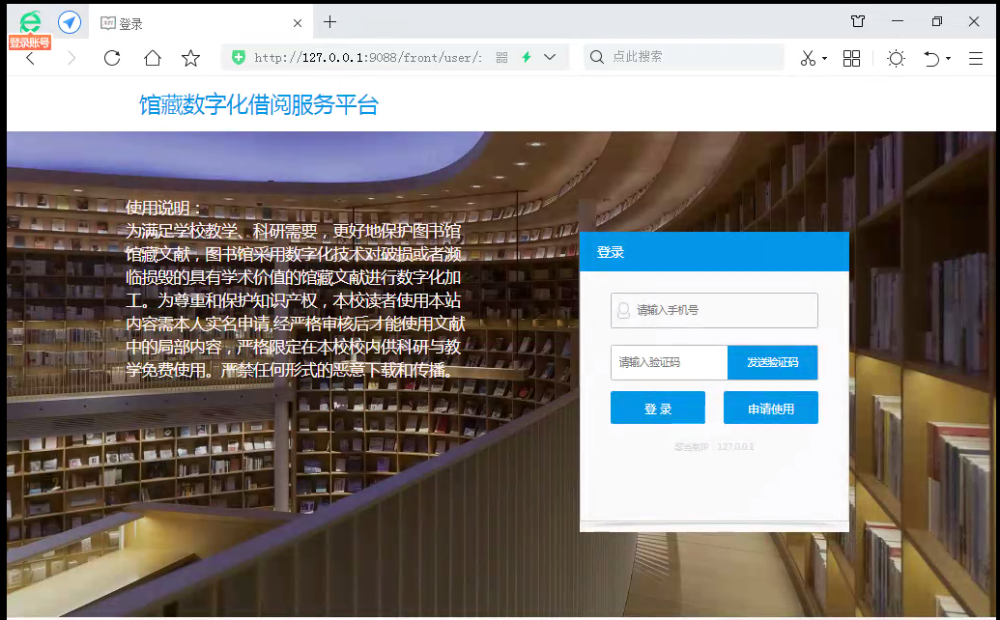 登录
登录账号
http://127.0.0.1:9088/front/user/
点此搜索
馆藏数字化借阅服务平台
使用说明：
为满足学校教学、科研需要，更好地保护图书馆
馆藏文献，图书馆采用数字化技术对破损或者濒
临损毁的具有学术价值的馆藏文献进行数字化加
工。为尊重和保护知识产权，本校读者使用本站
内容需本人实名申请,经严格审核后才能使用文献
中的局部内容，严格限定在本校校内供科研与教
学免费使用。严禁任何形式的恶意下载和传播。
登录
请输入手机号
请输入验证码
发送验证码
登 录
申请使用
您当前IP：127.0.0.1